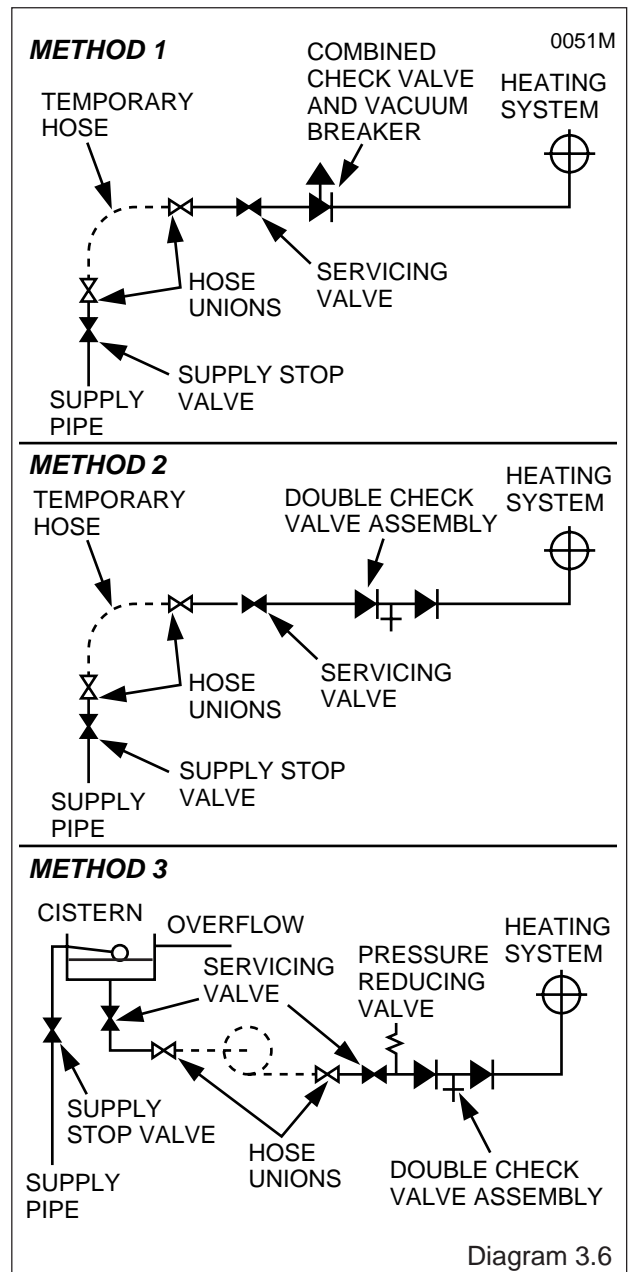 METHOD 1
0051M
COMBINED
CHECK VALVE
AND VACUUM
BREAKER
HEATING
SYSTEM
TEMPORARY
HOSE
HOSE
UNIONS
SERVICING
VALVE
SUPPLY STOP
VALVE
SUPPLY
PIPE
METHOD 2
TEMPORARY
HOSE
DOUBLE CHECK
VALVE ASSEMBLY
HEATING
SYSTEM
HOSE
UNIONS
SERVICING
VALVE
SUPPLY STOP
VALVE
SUPPLY
PIPE
METHOD 3
CISTERN
OVERFLOW
SERVICING
VALVE
PRESSURE
REDUCING
VALVE
HEATING
SYSTEM
SUPPLY
STOP VALVE
HOSE
UNIONS
DOUBLE CHECK
VALVE ASSEMBLY
SUPPLY
PIPE
Diagram 3.6